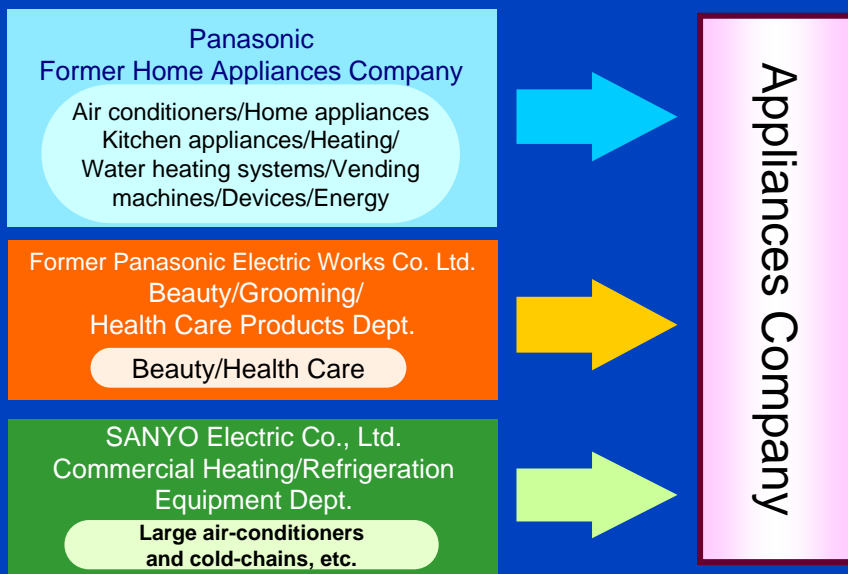 Panasonic
Former Home Appliances Company
Air conditioners/Home appliances
Kitchen appliances/Heating/
Water heating systems/Vending
machines/Devices/Energy
Former Panasonic Electric Works Co. Ltd.
Beauty/Grooming/
Health Care Products Dept.
Beauty/Health Care
SANYO Electric Co., Ltd.
Commercial Heating/Refrigeration
Equipment Dept.
Large air-conditioners
and cold-chains, etc.
Appliances Company